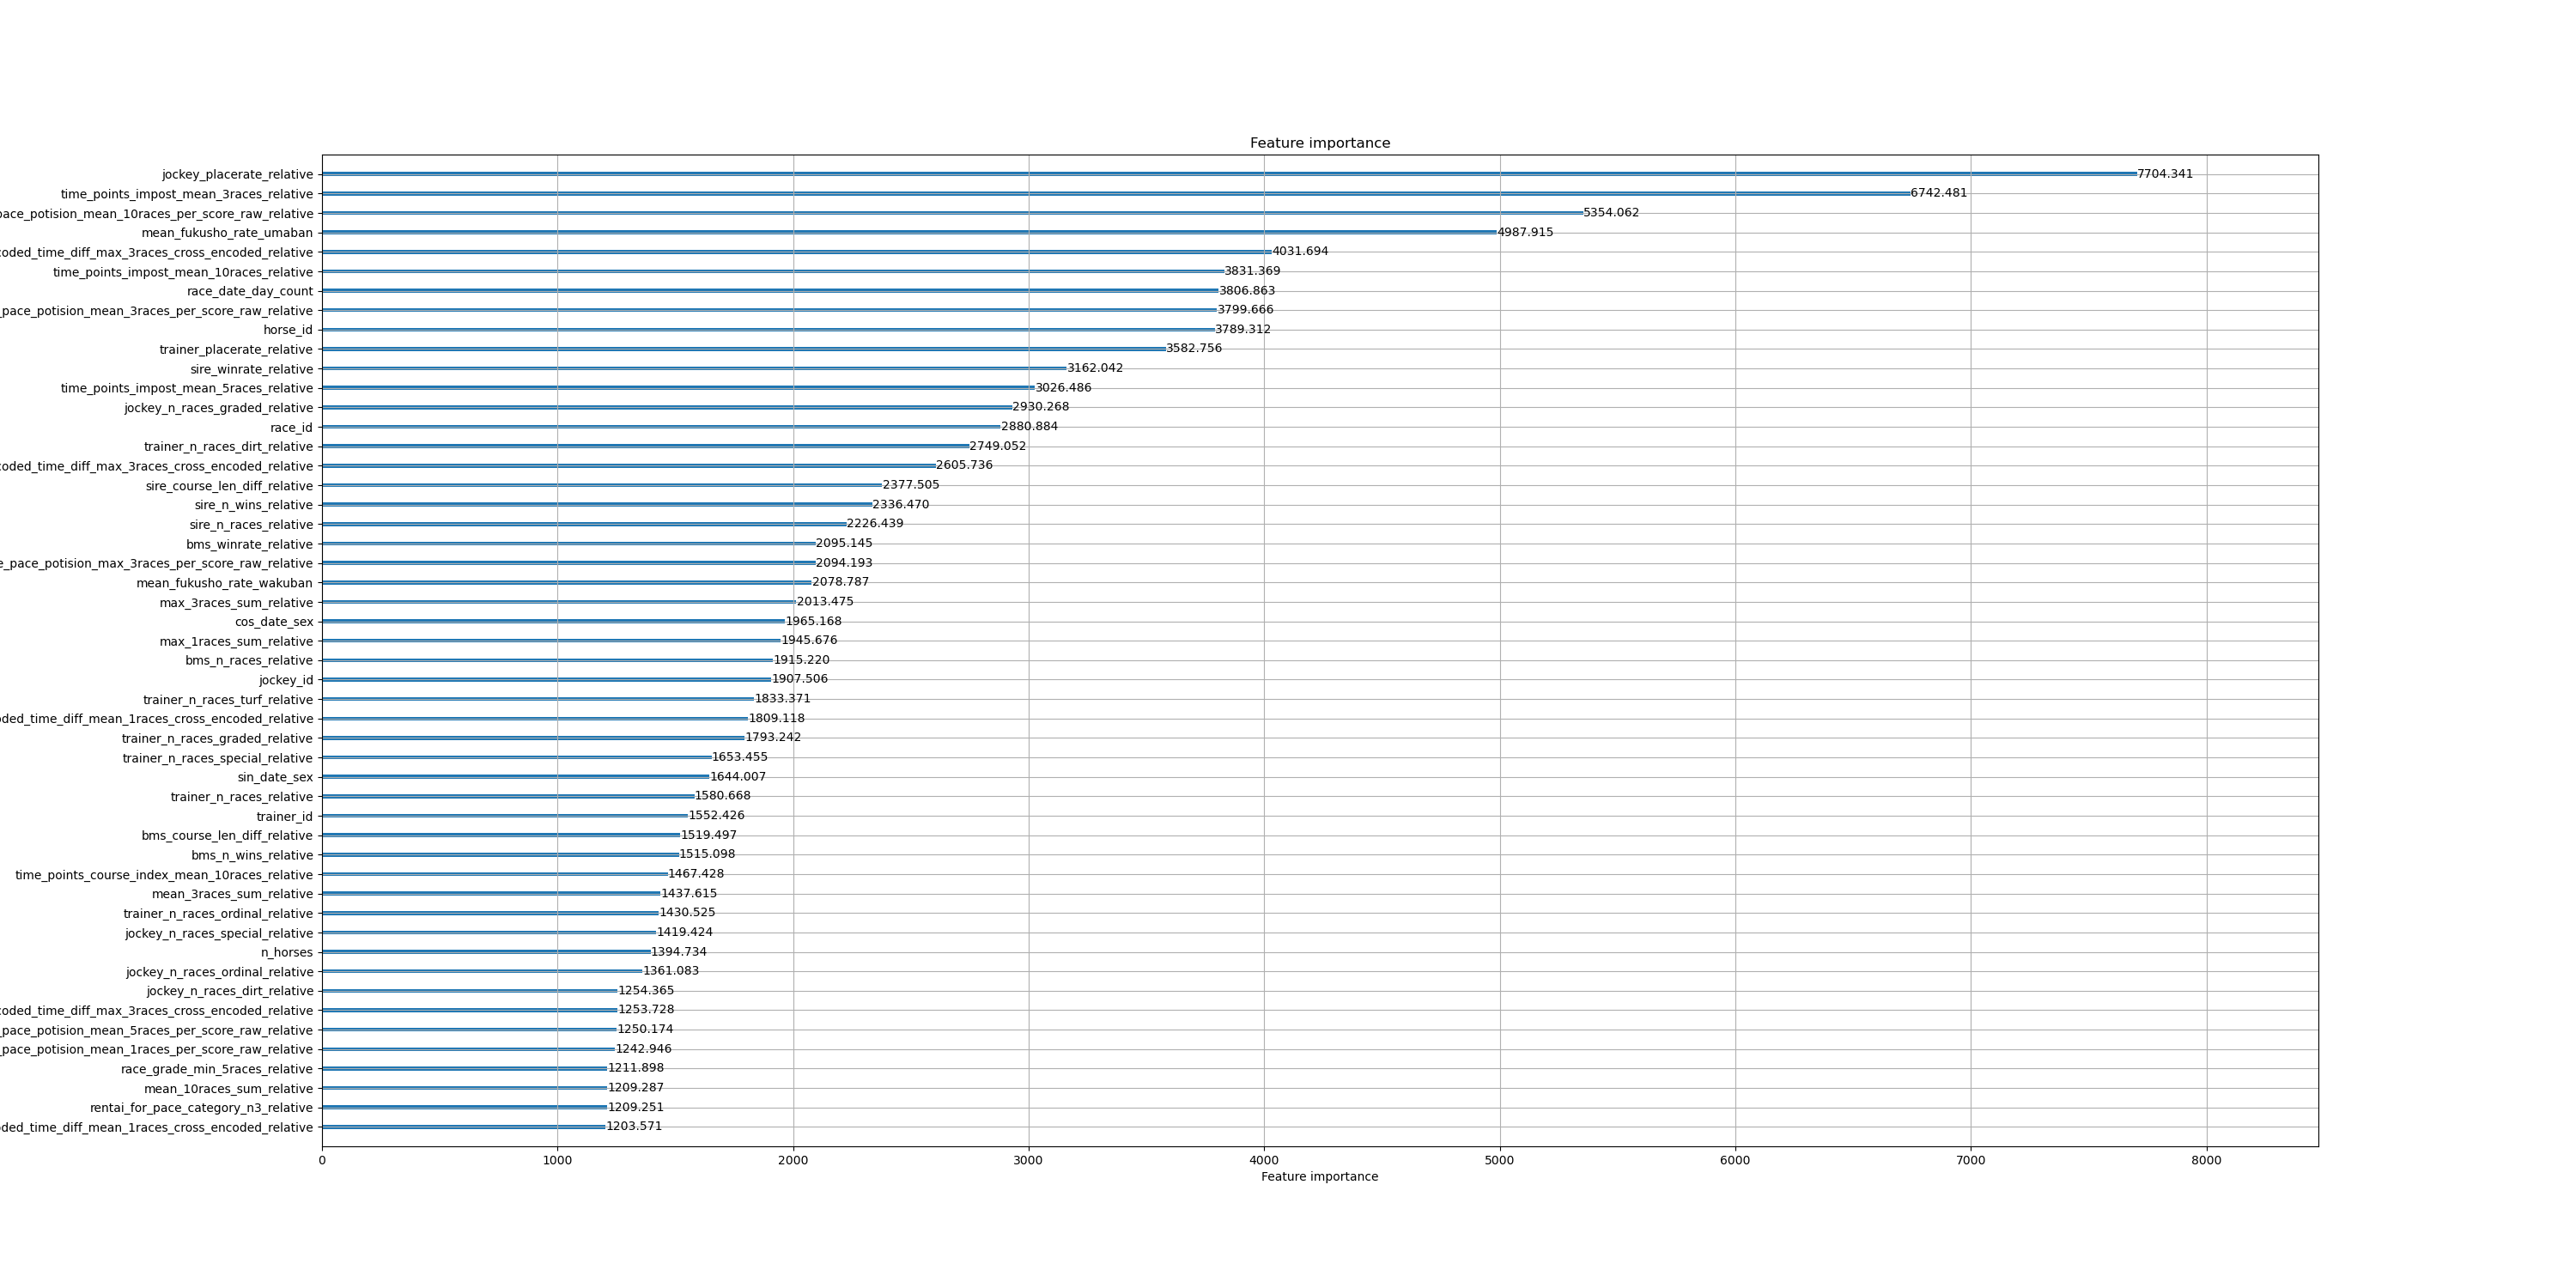 Feature importance
jockey_placerate_relative 7704.341
time_points_impost_mean_3races_relative 6742.481
pace_potision_mean_10races_per_score_raw_relative 5354.062
mean_fukusho_rate_umaban 4987.915
coded_time_diff_max_3races_cross_encoded_relative 4031.694
time_points_impost_mean_10races_relative 3831.369
race_date_day_count 3806.863
_pace_potision_mean_3races_per_score_raw_relative 3799.666
horse_id 3789.312
trainer_placerate_relative 3582.756
sire_winrate_relative 3162.042
time_points_impost_mean_5races_relative 3026.486
jockey_n_races_graded_relative 2930.268
race_id 2880.884
trainer_n_races_dirt_relative 2749.052
coded_time_diff_max_3races_cross_encoded_relative 2605.736
sire_course_len_diff_relative 2377.505
sire_n_wins_relative 2336.470
sire_n_races_relative 2226.439
bms_winrate_relative 2095.145
e_pace_potision_max_3races_per_score_raw_relative 2094.193
mean_fukusho_rate_wakuban 2078.787
max_3races_sum_relative 2013.475
cos_date_sex 1965.168
max_1races_sum_relative 1945.676
bms_n_races_relative 1915.220
jockey_id 1907.506
trainer_n_races_turf_relative 1833.371
oded_time_diff_mean_1races_cross_encoded_relative 1809.118
trainer_n_races_graded_relative 1793.242
trainer_n_races_special_relative 1653.455
sin_date_sex 1644.007
trainer_n_races_relative 1580.668
trainer_id 1552.426
bms_course_len_diff_relative 1519.497
bms_n_wins_relative 1515.098
time_points_course_index_mean_10races_relative 1467.428
mean_3races_sum_relative 1437.615
trainer_n_races_ordinal_relative 1430.525
jockey_n_races_special_relative 1419.424
n_horses 1394.734
jockey_n_races_ordinal_relative 1361.083
jockey_n_races_dirt_relative 1254.365
coded_time_diff_max_3races_cross_encoded_relative 1253.728
_pace_potision_mean_5races_per_score_raw_relative 1250.174
_pace_potision_mean_1races_per_score_raw_relative 1242.946
race_grade_min_5races_relative 1211.898
mean_10races_sum_relative 1209.287
rentai_for_pace_category_n3_relative 1209.251
oded_time_diff_mean_1races_cross_encoded_relative 1203.571
0 1000 2000 3000 4000 5000 6000 7000 8000
Feature importance